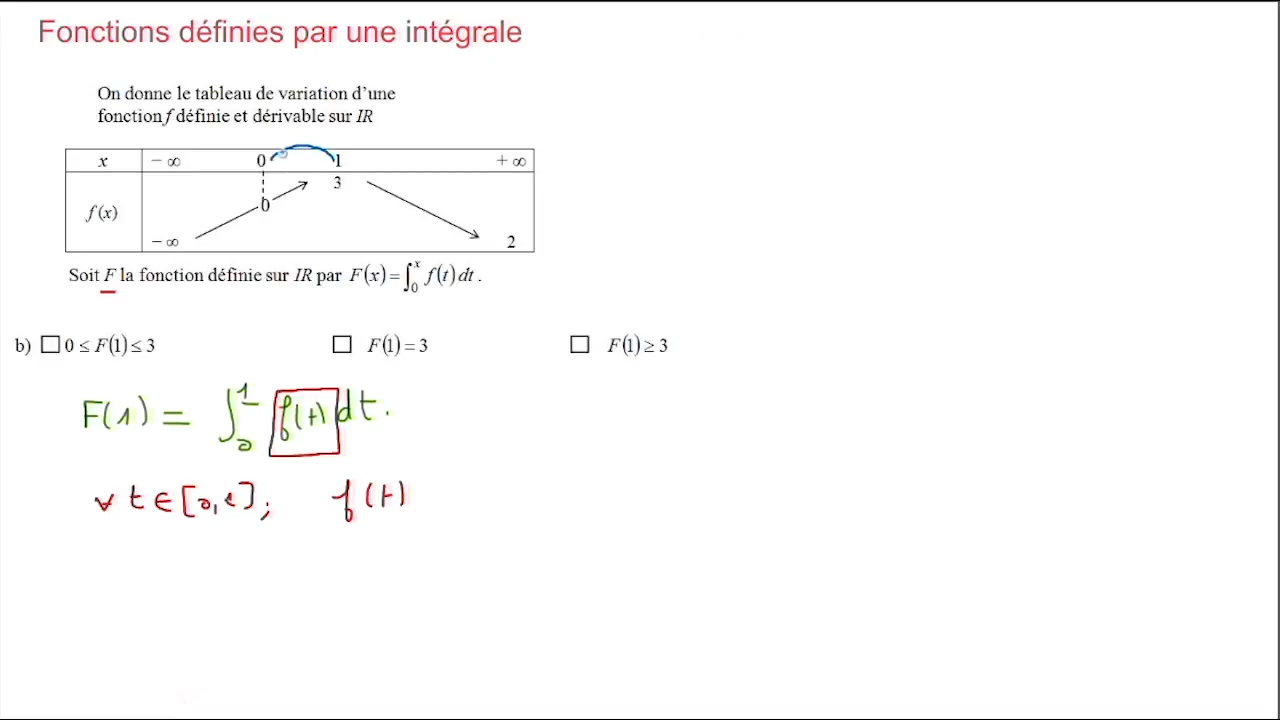 Fonctions définies par une intégrale
On donne le tableau de variation d'une
fonction f définie et dérivable sur IR
x − ∞ 0 1 + ∞
3
0
f(x)
− ∞ 2
Soit F la fonction définie sur IR par F(x) = ∫₀ˣ f(t) dt .
b) ☐ 0 ≤ F(1) ≤ 3 ☐ F(1) = 3 ☐ F(1) ≥ 3
F(1) = ∫₀¹ f(t) dt.
∀ t ∈ [0,1] ; f(t)